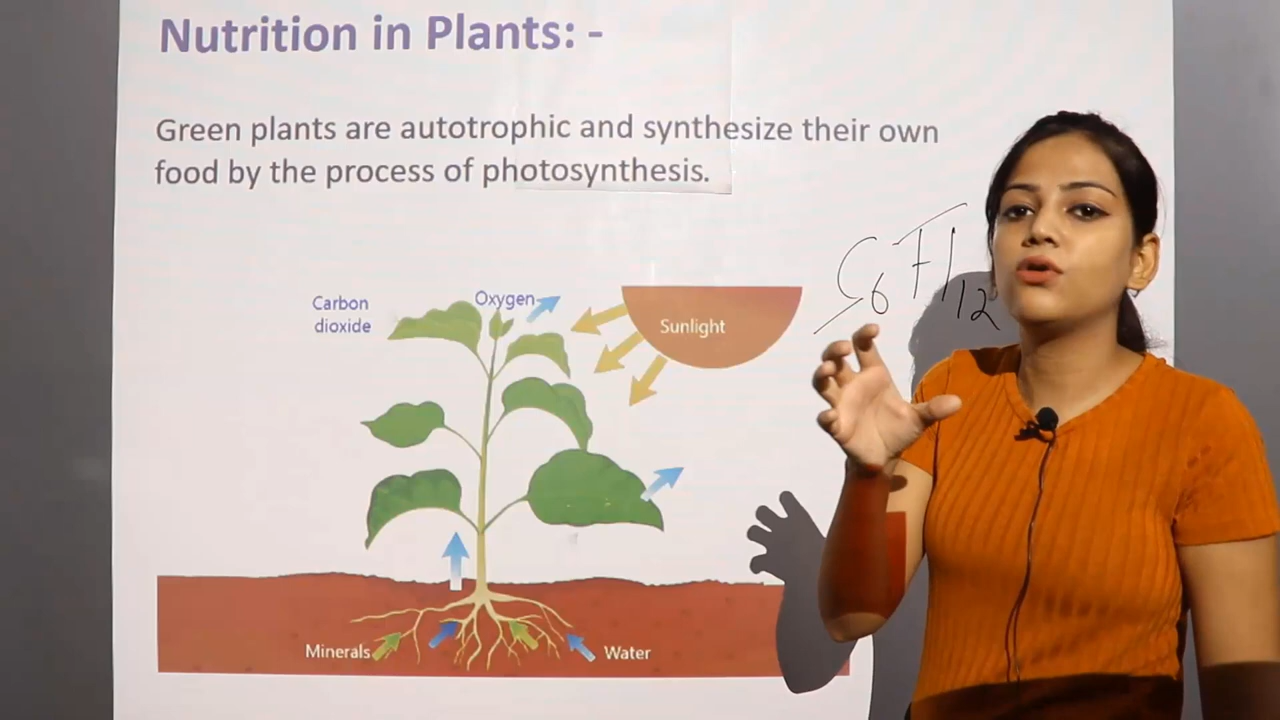 Nutrition in Plants: -
Green plants are autotrophic and synthesize their own
food by the process of photosynthesis.
Carbon
dioxide
Oxygen
Sunlight
C6H12
Minerals
Water